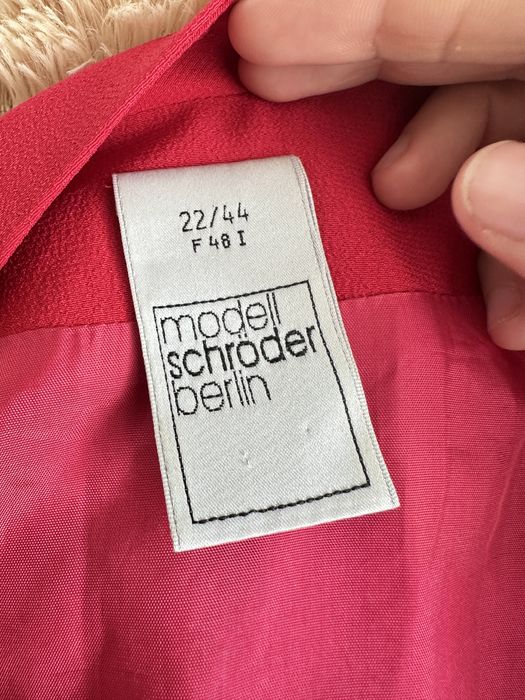 22/44
F 48 I
modell
schröder
berlin